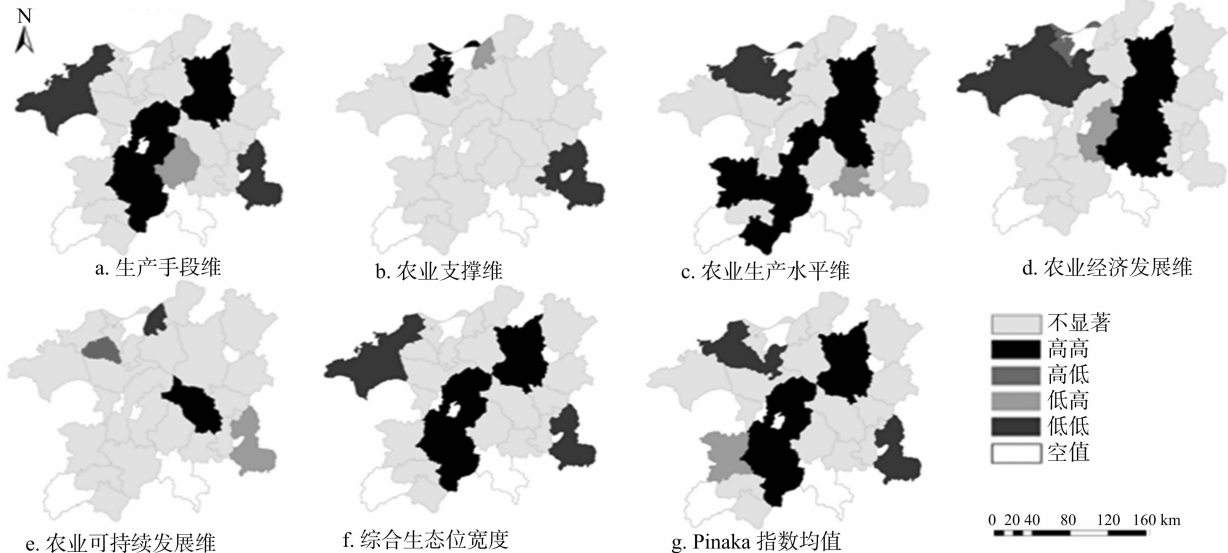 N
a. 生产手段维
b. 农业支撑维
c. 农业生产水平维
d. 农业经济发展维
e. 农业可持续发展维
f. 综合生态位宽度
g. Pinaka 指数均值
不显著
高高
高低
低高
低低
空值
0 20 40 80 120 160 km